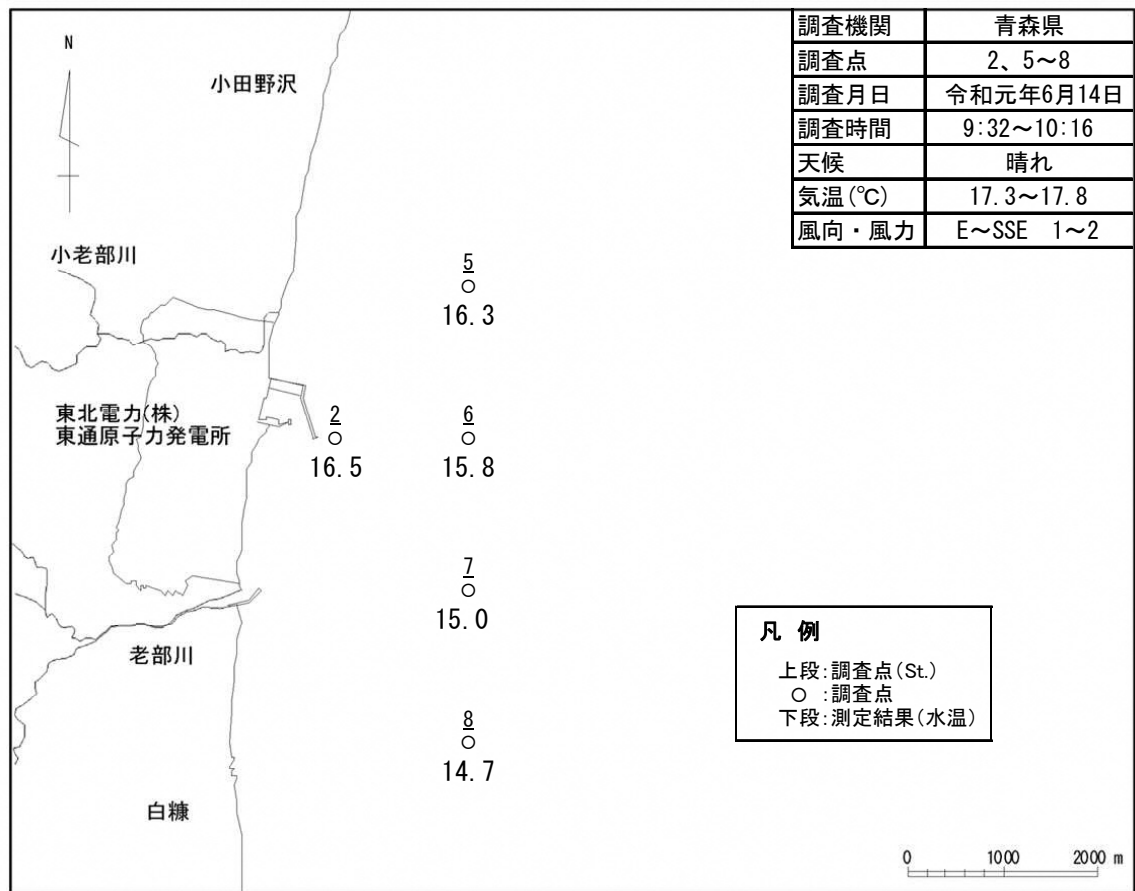 N
小田野沢
調査機関 青森県
調査点 2、5～8
調査月日 令和元年6月14日
調査時間 9:32～10:16
天候 晴れ
気温(℃) 17.3～17.8
風向・風力 E～SSE 1～2
小老部川
5
○
16.3
東北電力(株)
東通原子力発電所
2
○
16.5
6
○
15.8
7
○
15.0
老部川
凡 例
上段:調査点(St.)
○ :調査点
下段:測定結果(水温)
8
○
14.7
白糠
0 1000 2000 m